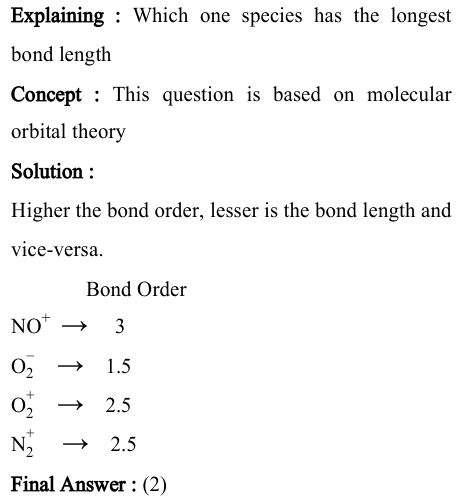 Explaining : Which one species has the longest
bond length
Concept : This question is based on molecular
orbital theory
Solution :
Higher the bond order, lesser is the bond length and
vice-versa.
Bond Order
NO⁺ → 3
O₂⁻ → 1.5
O₂⁺ → 2.5
N₂⁺ → 2.5
Final Answer : (2)